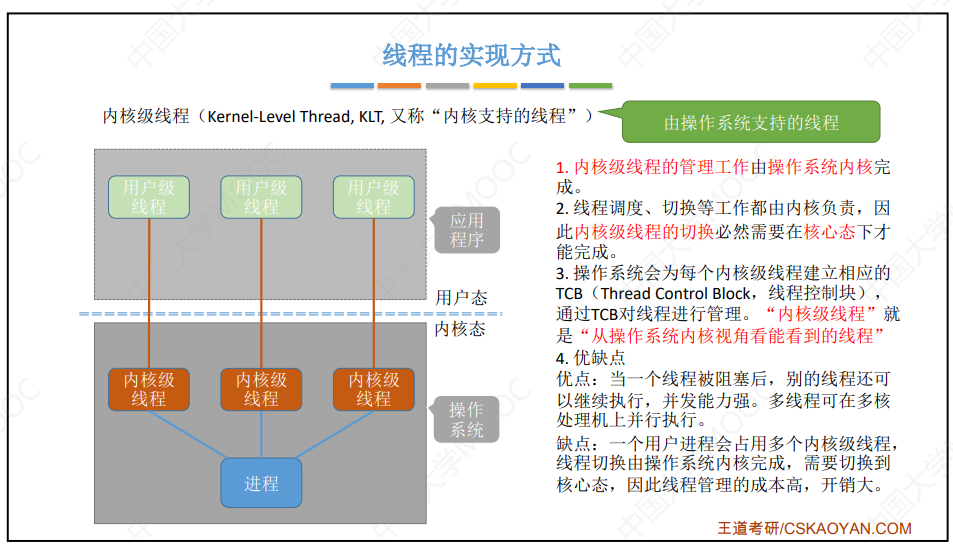 线程的实现方式
内核级线程（Kernel-Level Thread, KLT, 又称“内核支持的线程”）
由操作系统支持的线程
用户级
线程
用户级
线程
用户级
线程
应用
程序
用户态
内核态
内核级
线程
内核级
线程
内核级
线程
操作
系统
进程
1. 内核级线程的管理工作由操作系统内核完
成。
2. 线程调度、切换等工作都由内核负责，因
此内核级线程的切换必然需要在核心态下才
能完成。
3. 操作系统会为每个内核级线程建立相应的
TCB（Thread Control Block，线程控制块），
通过TCB对线程进行管理。“内核级线程”就
是“从操作系统内核视角看能看到的线程”
4. 优缺点
优点：当一个线程被阻塞后，别的线程还可
以继续执行，并发能力强。多线程可在多核
处理机上并行执行。
缺点：一个用户进程会占用多个内核级线程，
线程切换由操作系统内核完成，需要切换到
核心态，因此线程管理的成本高，开销大。
王道考研/CSKAOYAN.COM
中国大学MOOC